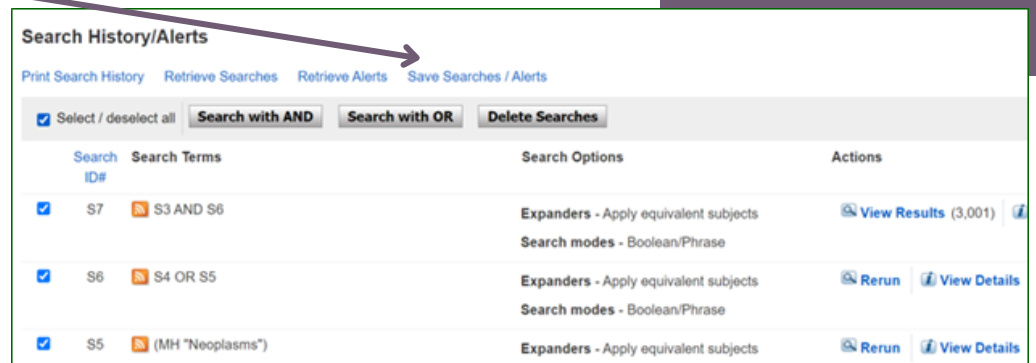 Search History/Alerts
Print Search History Retrieve Searches Retrieve Alerts Save Searches / Alerts
Select / deselect all Search with AND Search with OR Delete Searches
Search ID# Search Terms Search Options Actions
S7 S3 AND S6 Expanders - Apply equivalent subjects View Results (3,001)
Search modes - Boolean/Phrase
S6 S4 OR S5 Expanders - Apply equivalent subjects Rerun View Details
Search modes - Boolean/Phrase
S5 (MH "Neoplasms") Expanders - Apply equivalent subjects Rerun View Details